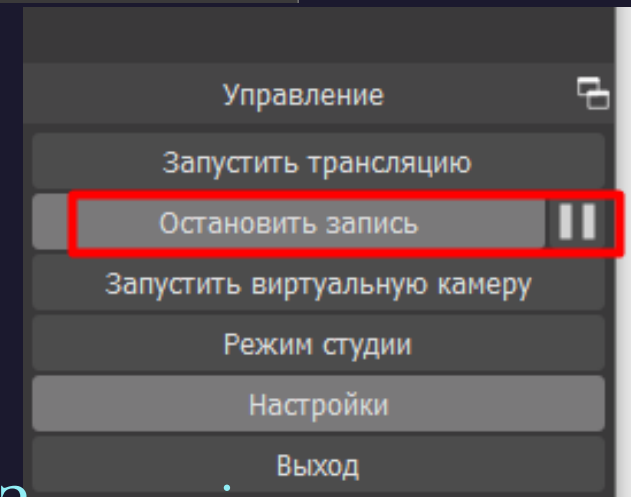 Управление
Запустить трансляцию
Остановить запись
Запустить виртуальную камеру
Режим студии
Настройки
Выход